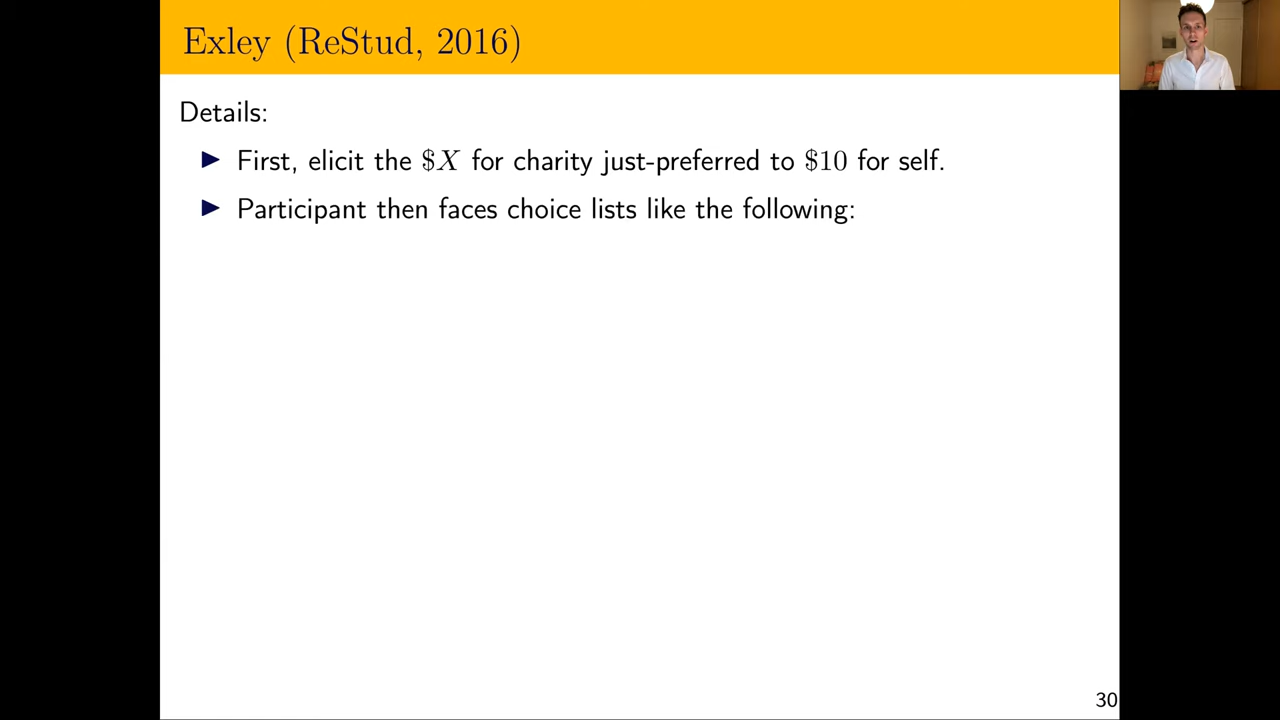 Exley (ReStud, 2016)
Details:
▶ First, elicit the $X for charity just-preferred to $10 for self.
▶ Participant then faces choice lists like the following:
30